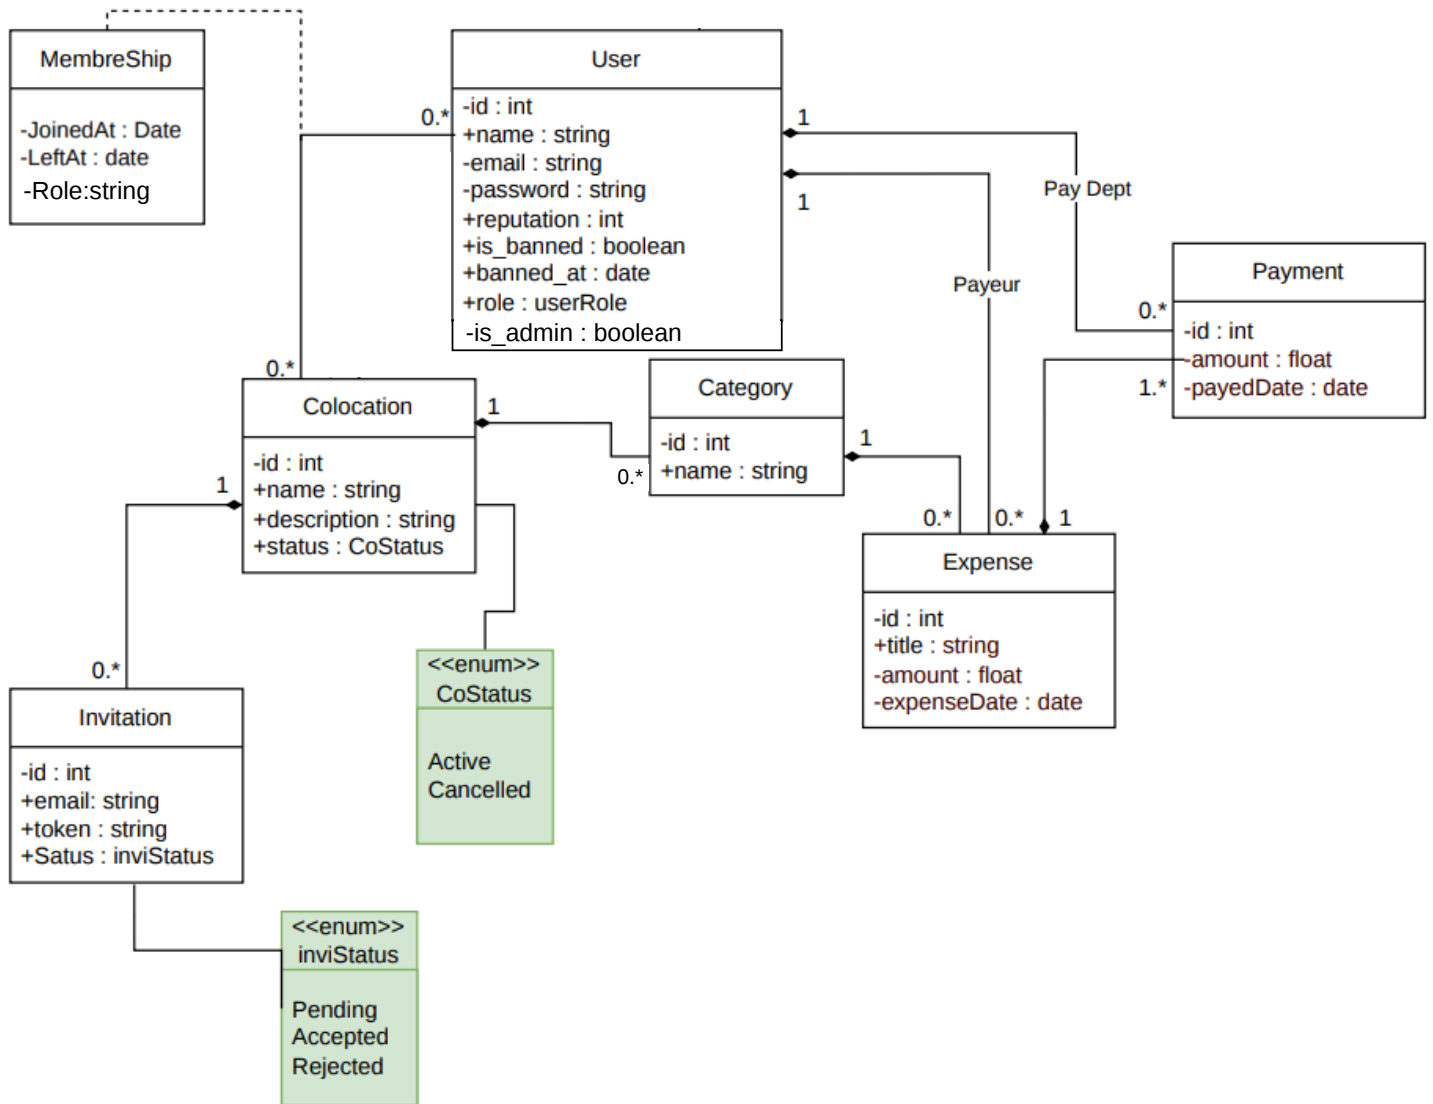 MembreShip
-JoinedAt : Date
-LeftAt : date
-Role:string
User
-id : int
+name : string
-email : string
-password : string
+reputation : int
+is_banned : boolean
+banned_at : date
+role : userRole
-is_admin : boolean
0.*
0.*
1
1
Pay Dept
Payeur
0.*
1.*
Payment
-id : int
-amount : float
-payedDate : date
Colocation
-id : int
+name : string
+description : string
+status : CoStatus
1
0.*
Category
-id : int
+name : string
1
0.*
0.*
1
Expense
-id : int
+title : string
-amount : float
-expenseDate : date
1
0.*
Invitation
-id : int
+email: string
+token : string
+Satus : inviStatus
<<enum>>
CoStatus
Active
Cancelled
<<enum>>
inviStatus
Pending
Accepted
Rejected